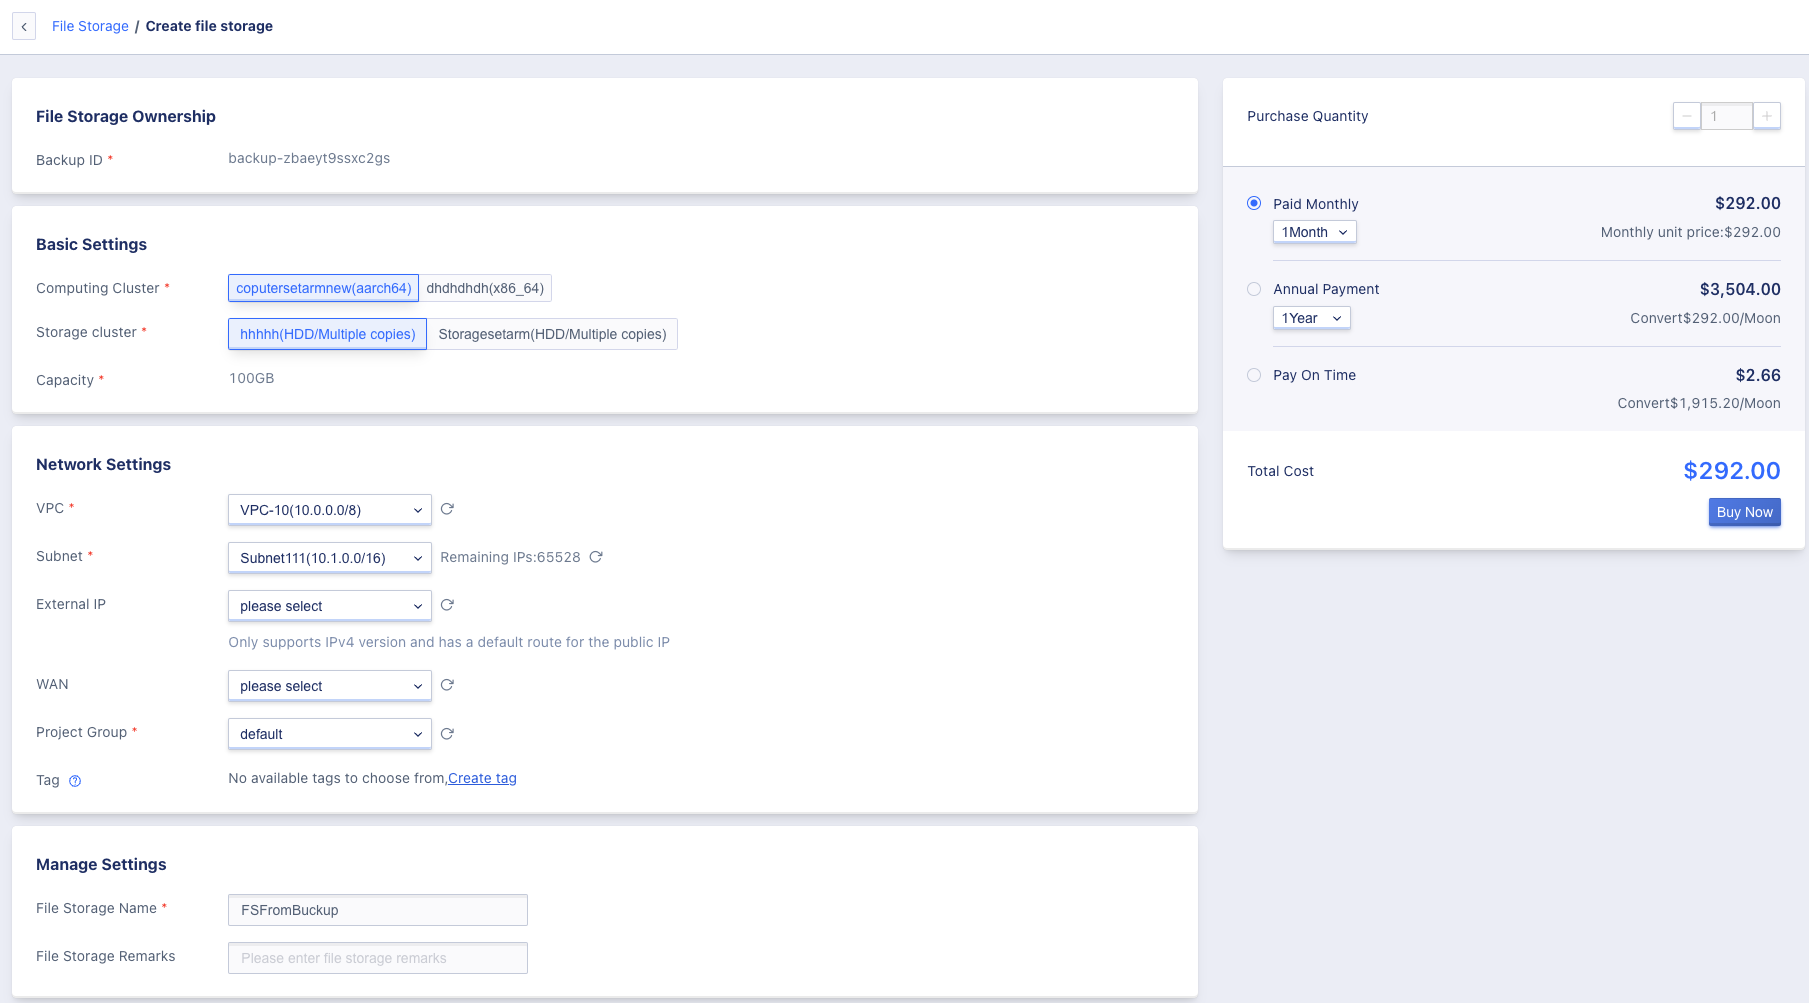 File Storage / Create file storage
File Storage Ownership
Backup ID *
backup-zbaeyt9ssxc2gs
Basic Settings
Computing Cluster *
coputersetarmnew(aarch64) dhdhdhdh(x86_64)
Storage cluster *
hhhhh(HDD/Multiple copies) Storagesetarm(HDD/Multiple copies)
Capacity *
100GB
Network Settings
VPC *
VPC-10(10.0.0.0/8)
Subnet *
Subnet111(10.1.0.0/16) Remaining IPs:65528
External IP
please select
Only supports IPv4 version and has a default route for the public IP
WAN
please select
Project Group *
default
Tag
No available tags to choose from,Create tag
Manage Settings
File Storage Name *
FSFromBuckup
File Storage Remarks
Please enter file storage remarks
Purchase Quantity
1
Paid Monthly
$292.00
1Month
Monthly unit price:$292.00
Annual Payment
$3,504.00
1Year
Convert$292.00/Moon
Pay On Time
$2.66
Convert$1,915.20/Moon
Total Cost
$292.00
Buy Now